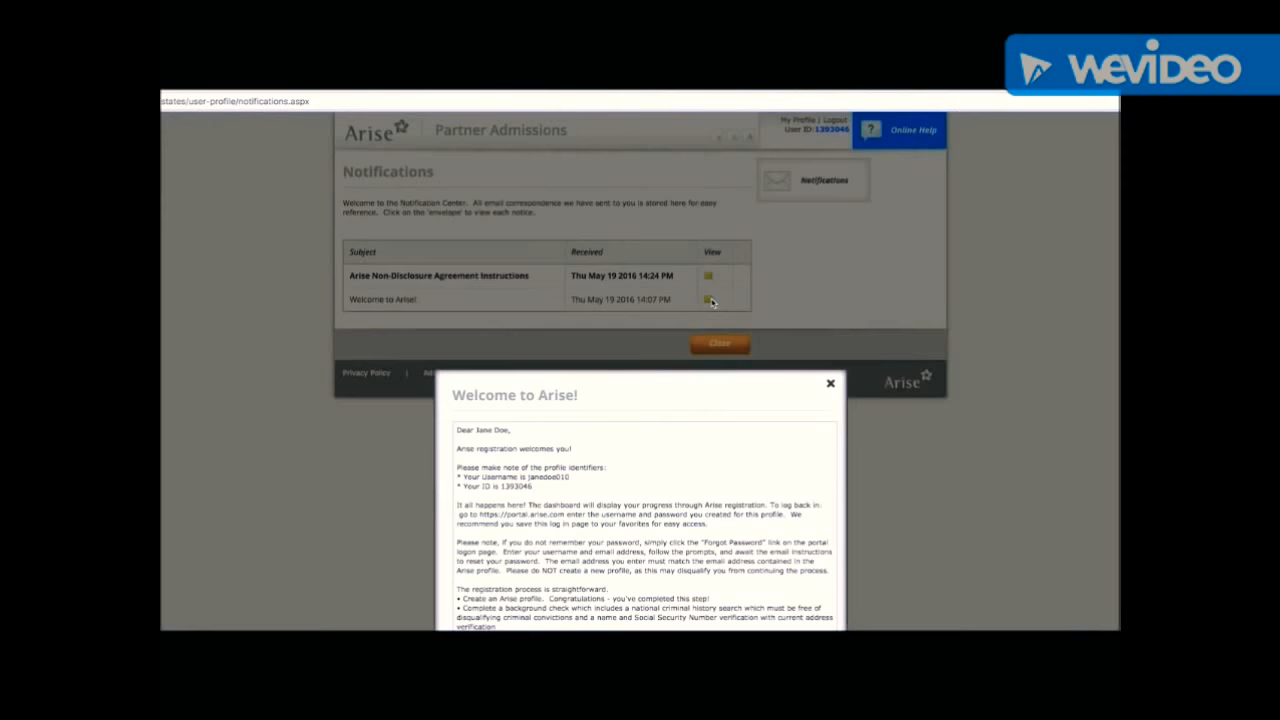 WEVIDEO
states/user-profile/notifications.aspx
Arise
Partner Admissions
My Profile | Logout
User ID:1393046
? Online Help
Notifications
Notifications
Welcome to the Notification Center. All email correspondence we have sent to you is stored here for easy
reference. Click on the 'envelope' to view each notice.
Subject Received View
Arise Non-Disclosure Agreement Instructions Thu May 19 2016 14:24 PM
Welcome to Arise! Thu May 19 2016 14:07 PM
Close
Privacy Policy |
Arise
Welcome to Arise!
Dear Jane Doe,
Arise registration welcomes you!
Please make note of the profile identifiers:
* Your Username is janedoe010
* Your ID is 1393046
It all happens here! The dashboard will display your progress through Arise registration. To log back in:
go to https://portal.arise.com enter the username and password you created for this profile. We
recommend you save this log in page to your favorites for easy access.
Please note, if you do not remember your password, simply click the "Forgot Password" link on the portal
logon page. Enter your username and email address, follow the prompts, and await the email instructions
to reset your password. The email address you enter must match the email address contained in the
Arise profile. Please do NOT create a new profile, as this may disqualify you from continuing the process.
The registration process is straightforward.
• Create an Arise profile. Congratulations - you've completed this step!
• Complete a background check which includes a national criminal history search which must be free of
disqualifying criminal convictions and a name and Social Security Number verification with current address
verification